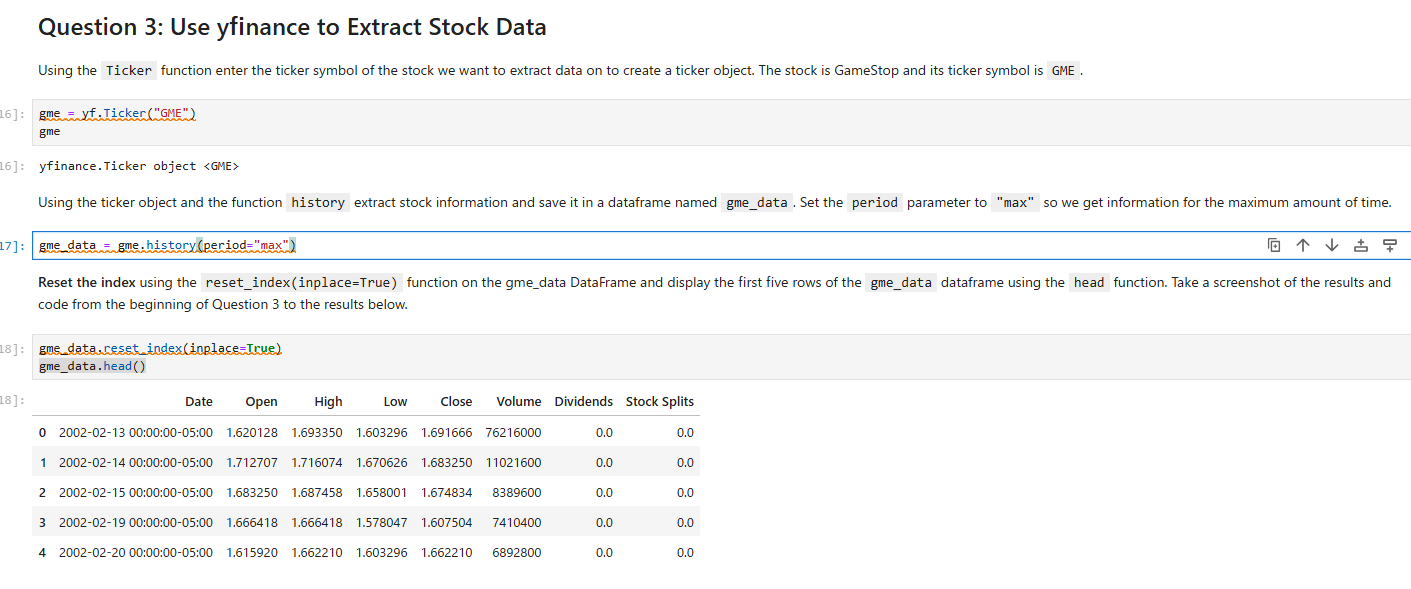 Question 3: Use yfinance to Extract Stock Data
Using the Ticker function enter the ticker symbol of the stock we want to extract data on to create a ticker object. The stock is GameStop and its ticker symbol is GME.
16]: gme = yf.Ticker("GME")
gme
16]: yfinance.Ticker object <GME>
Using the ticker object and the function history extract stock information and save it in a dataframe named gme_data. Set the period parameter to "max" so we get information for the maximum amount of time.
17]: gme_data = gme.history(period="max")
Reset the index using the reset_index(inplace=True) function on the gme_data DataFrame and display the first five rows of the gme_data dataframe using the head function. Take a screenshot of the results and
code from the beginning of Question 3 to the results below.
18]: gme_data.reset_index(inplace=True)
gme_data.head()
18]: Date Open High Low Close Volume Dividends Stock Splits
0 2002-02-13 00:00:00-05:00 1.620128 1.693350 1.603296 1.691666 76216000 0.0 0.0
1 2002-02-14 00:00:00-05:00 1.712707 1.716074 1.670626 1.683250 11021600 0.0 0.0
2 2002-02-15 00:00:00-05:00 1.683250 1.687458 1.658001 1.674834 8389600 0.0 0.0
3 2002-02-19 00:00:00-05:00 1.666418 1.666418 1.578047 1.607504 7410400 0.0 0.0
4 2002-02-20 00:00:00-05:00 1.615920 1.662210 1.603296 1.662210 6892800 0.0 0.0